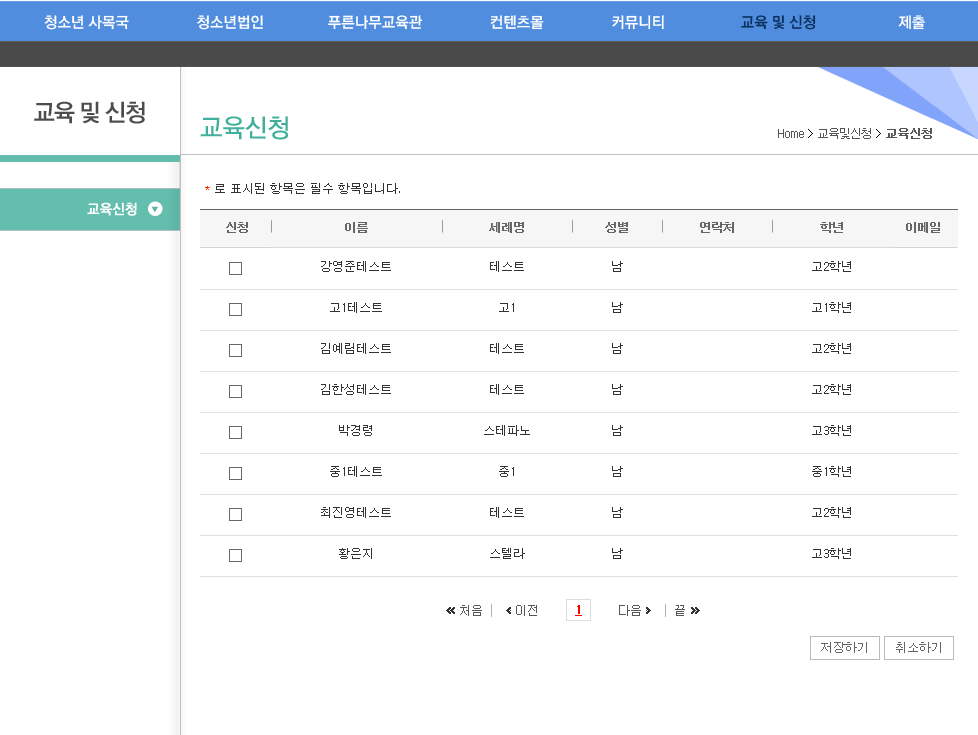 청소년 사목국 청소년법인 푸른나무교육관 컨텐츠몰 커뮤니티 교육 및 신청 제출
교육 및 신청
교육신청
Home > 교육및신청 > 교육신청
교육신청
* 로 표시된 항목은 필수 항목입니다.
신청 이름 세례명 성별 연락처 학년 이메일
강영준테스트 테스트 남 고2학년
고1테스트 고1 남 고1학년
김예림테스트 테스트 남 고2학년
김한성테스트 테스트 남 고2학년
박경령 스테파노 남 고3학년
중1테스트 중1 남 중1학년
최진영테스트 테스트 남 고2학년
황은지 스텔라 남 고3학년
처음 이전 1 다음 끝
저장하기 취소하기